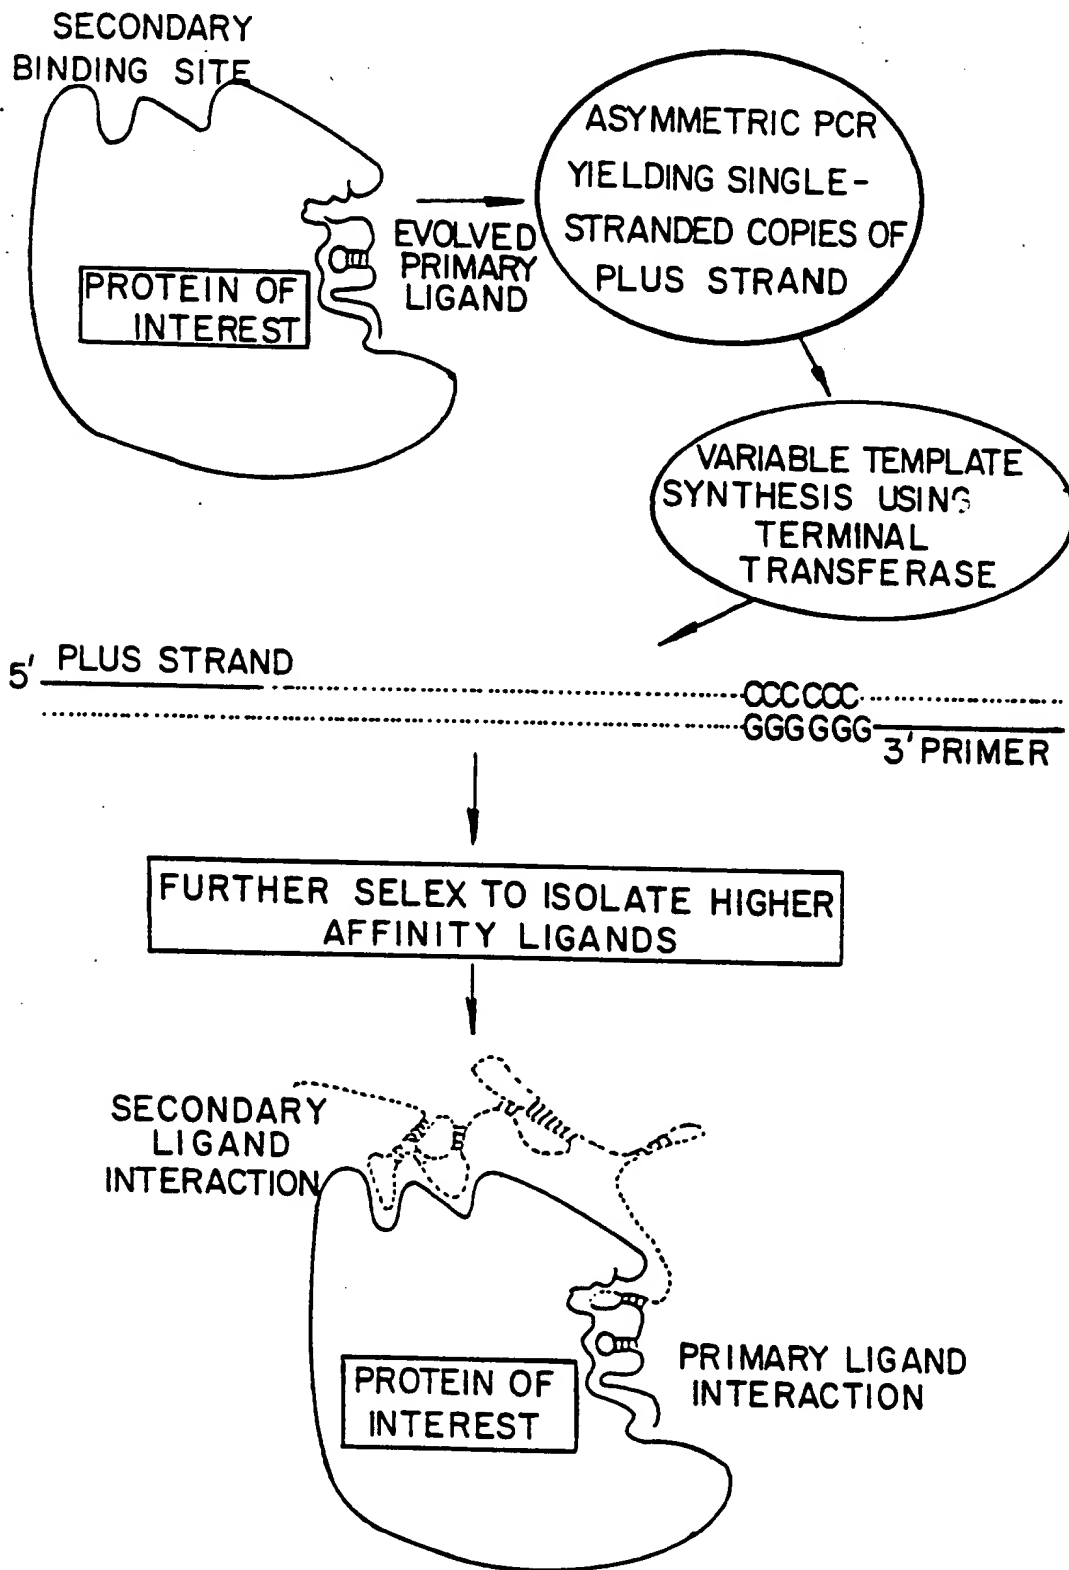 SECONDARY
BINDING SITE
PROTEIN OF
INTEREST
EVOLVED
PRIMARY
LIGAND
ASYMMETRIC PCR
YIELDING SINGLE-
STRANDED COPIES OF
PLUS STRAND
VARIABLE TEMPLATE
SYNTHESIS USING
TERMINAL
TRANSFERASE
5' PLUS STRAND
CCCCCC
GGGGGG
3' PRIMER
FURTHER SELEX TO ISOLATE HIGHER
AFFINITY LIGANDS
SECONDARY
LIGAND
INTERACTION
PROTEIN OF
INTEREST
PRIMARY LIGAND
INTERACTION